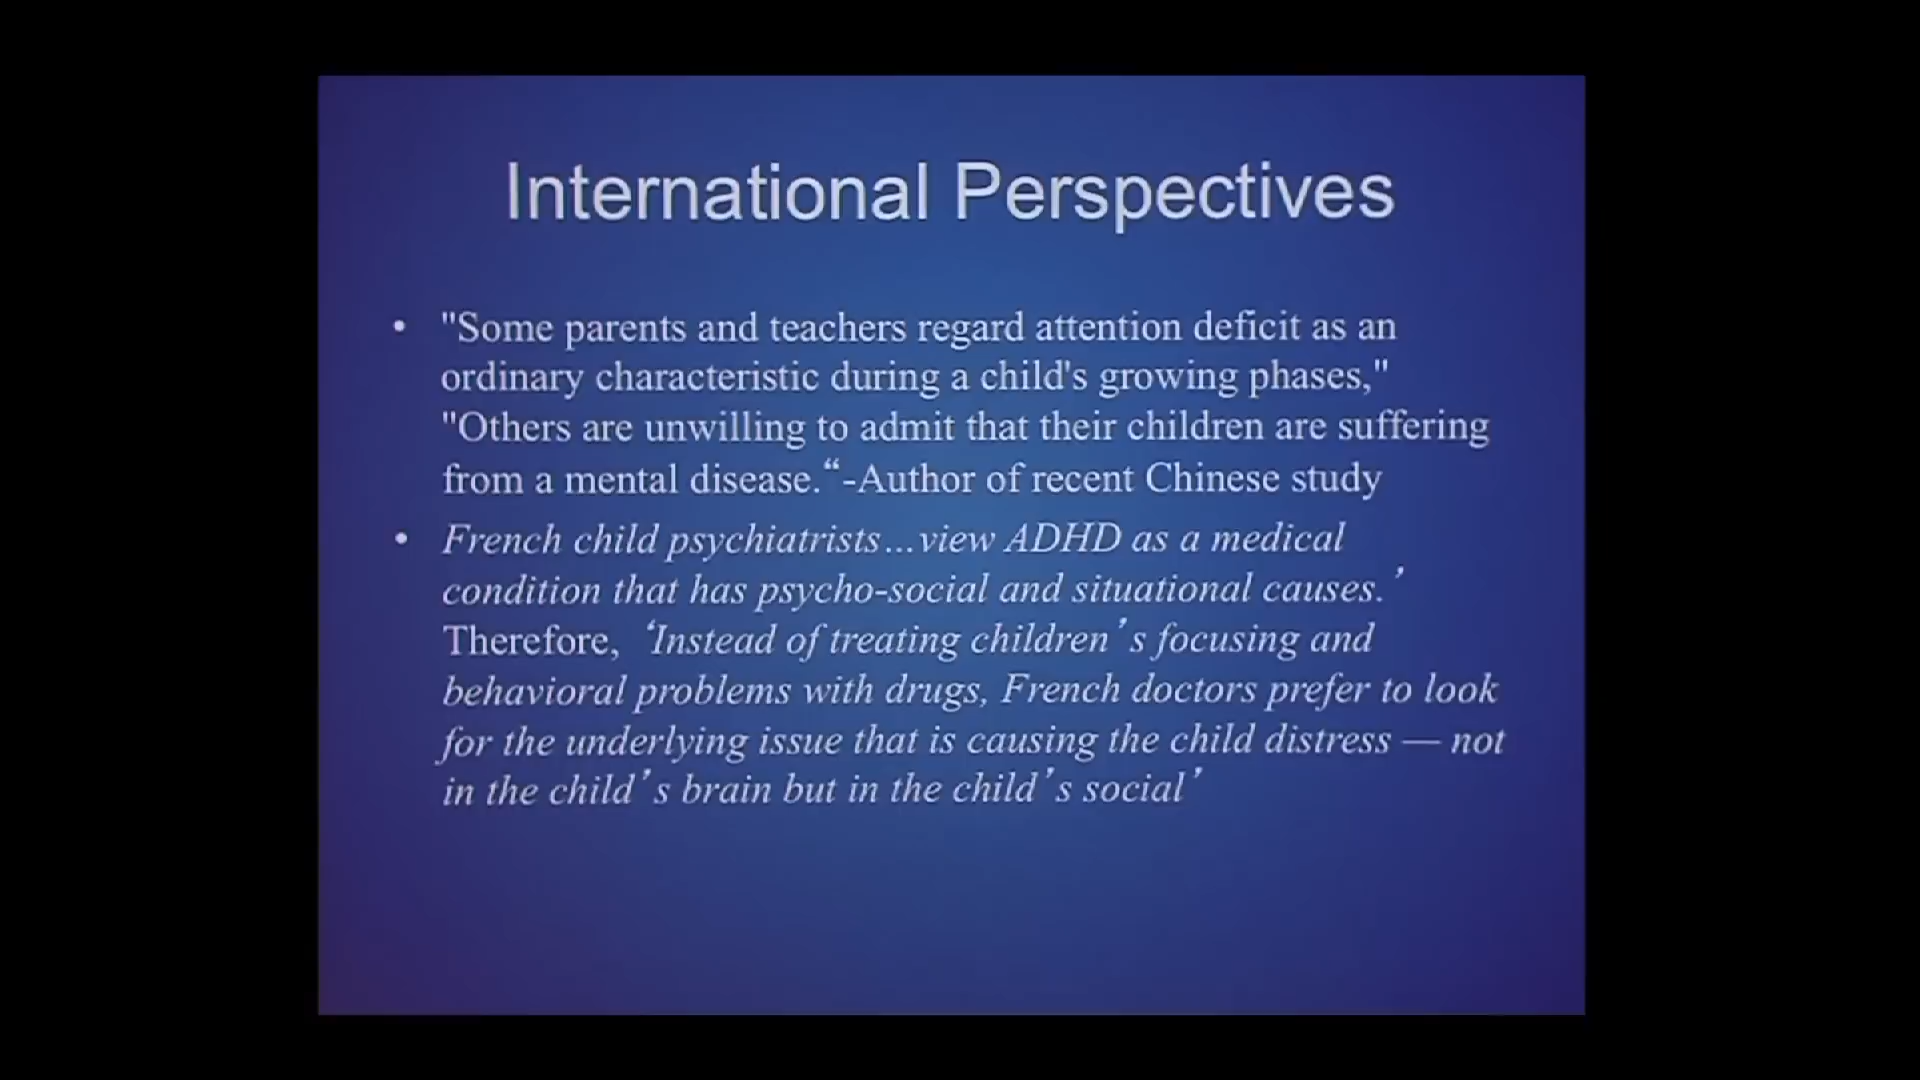 International Perspectives
• "Some parents and teachers regard attention deficit as an
ordinary characteristic during a child's growing phases,"
"Others are unwilling to admit that their children are suffering
from a mental disease.“-Author of recent Chinese study
• French child psychiatrists…view ADHD as a medical
condition that has psycho-social and situational causes.’
Therefore, ‘Instead of treating children’s focusing and
behavioral problems with drugs, French doctors prefer to look
for the underlying issue that is causing the child distress — not
in the child’s brain but in the child’s social’